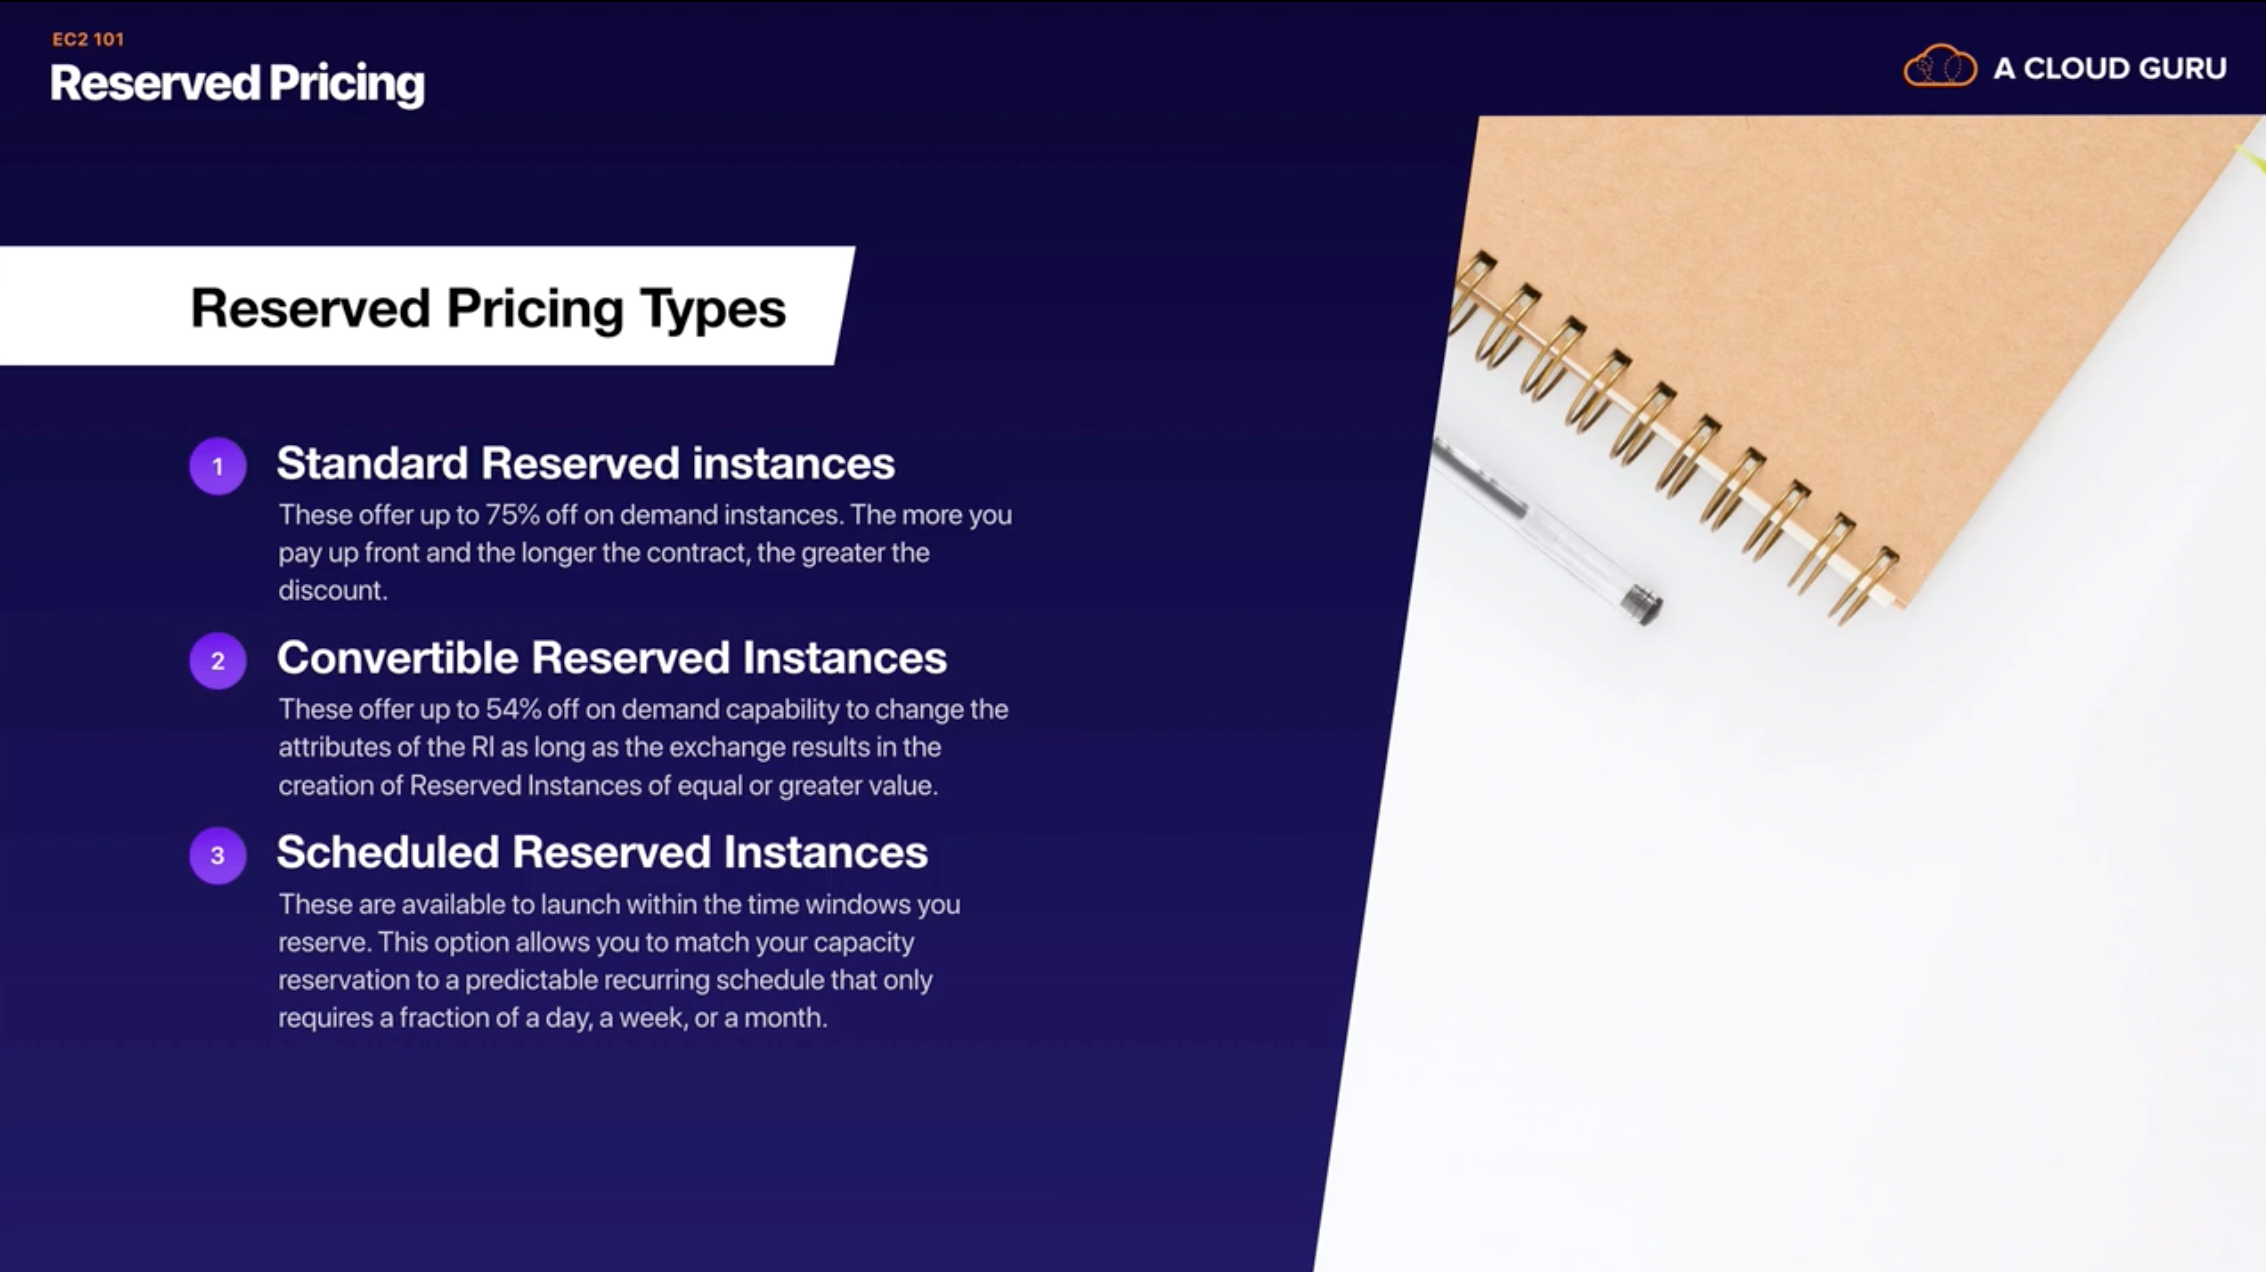 EC2 101
Reserved Pricing
A CLOUD GURU
Reserved Pricing Types
1
Standard Reserved instances
These offer up to 75% off on demand instances. The more you
pay up front and the longer the contract, the greater the
discount.
2
Convertible Reserved Instances
These offer up to 54% off on demand capability to change the
attributes of the RI as long as the exchange results in the
creation of Reserved Instances of equal or greater value.
3
Scheduled Reserved Instances
These are available to launch within the time windows you
reserve. This option allows you to match your capacity
reservation to a predictable recurring schedule that only
requires a fraction of a day, a week, or a month.